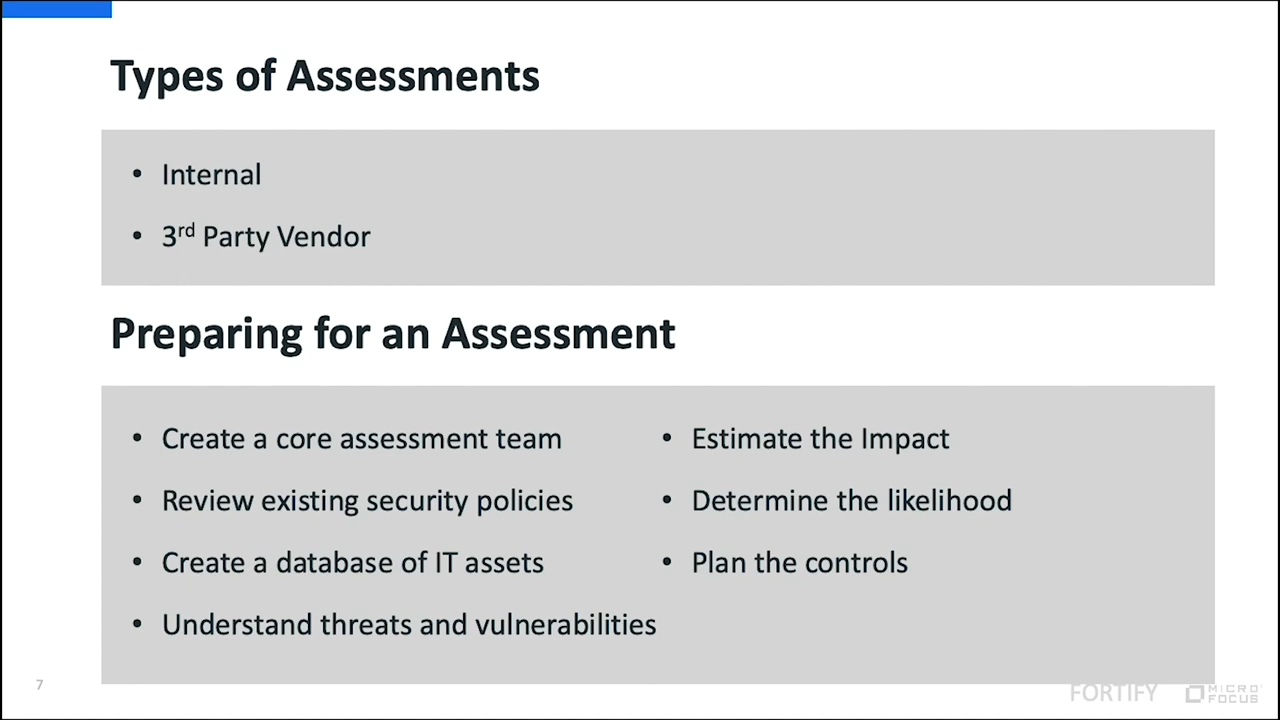 Types of Assessments
• Internal
• 3rd Party Vendor
Preparing for an Assessment
• Create a core assessment team
• Review existing security policies
• Create a database of IT assets
• Understand threats and vulnerabilities
• Estimate the Impact
• Determine the likelihood
• Plan the controls
7
FORTIFY
MICRO
FOCUS